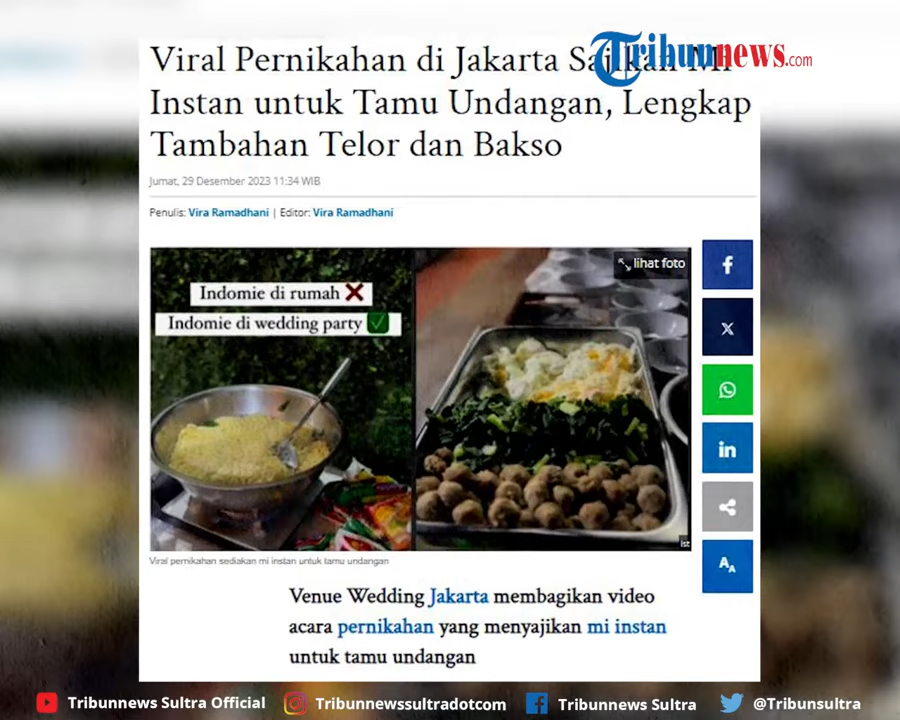 Tribunnews.com
Viral Pernikahan di Jakarta Sajikan Mi
Instan untuk Tamu Undangan, Lengkap
Tambahan Telor dan Bakso
Jumat, 29 Desember 2023 11:34 WIB
Penulis: Vira Ramadhani | Editor: Vira Ramadhani
lihat foto
Indomie di rumah ❌
Indomie di wedding party ✅
ist
Viral pernikahan sediakan mi instan untuk tamu undangan
f
X
in
AA
Venue Wedding Jakarta membagikan video
acara pernikahan yang menyajikan mi instan
untuk tamu undangan
Tribunnews Sultra Official Tribunnewssultradotcom Tribunnews Sultra @Tribunsultra